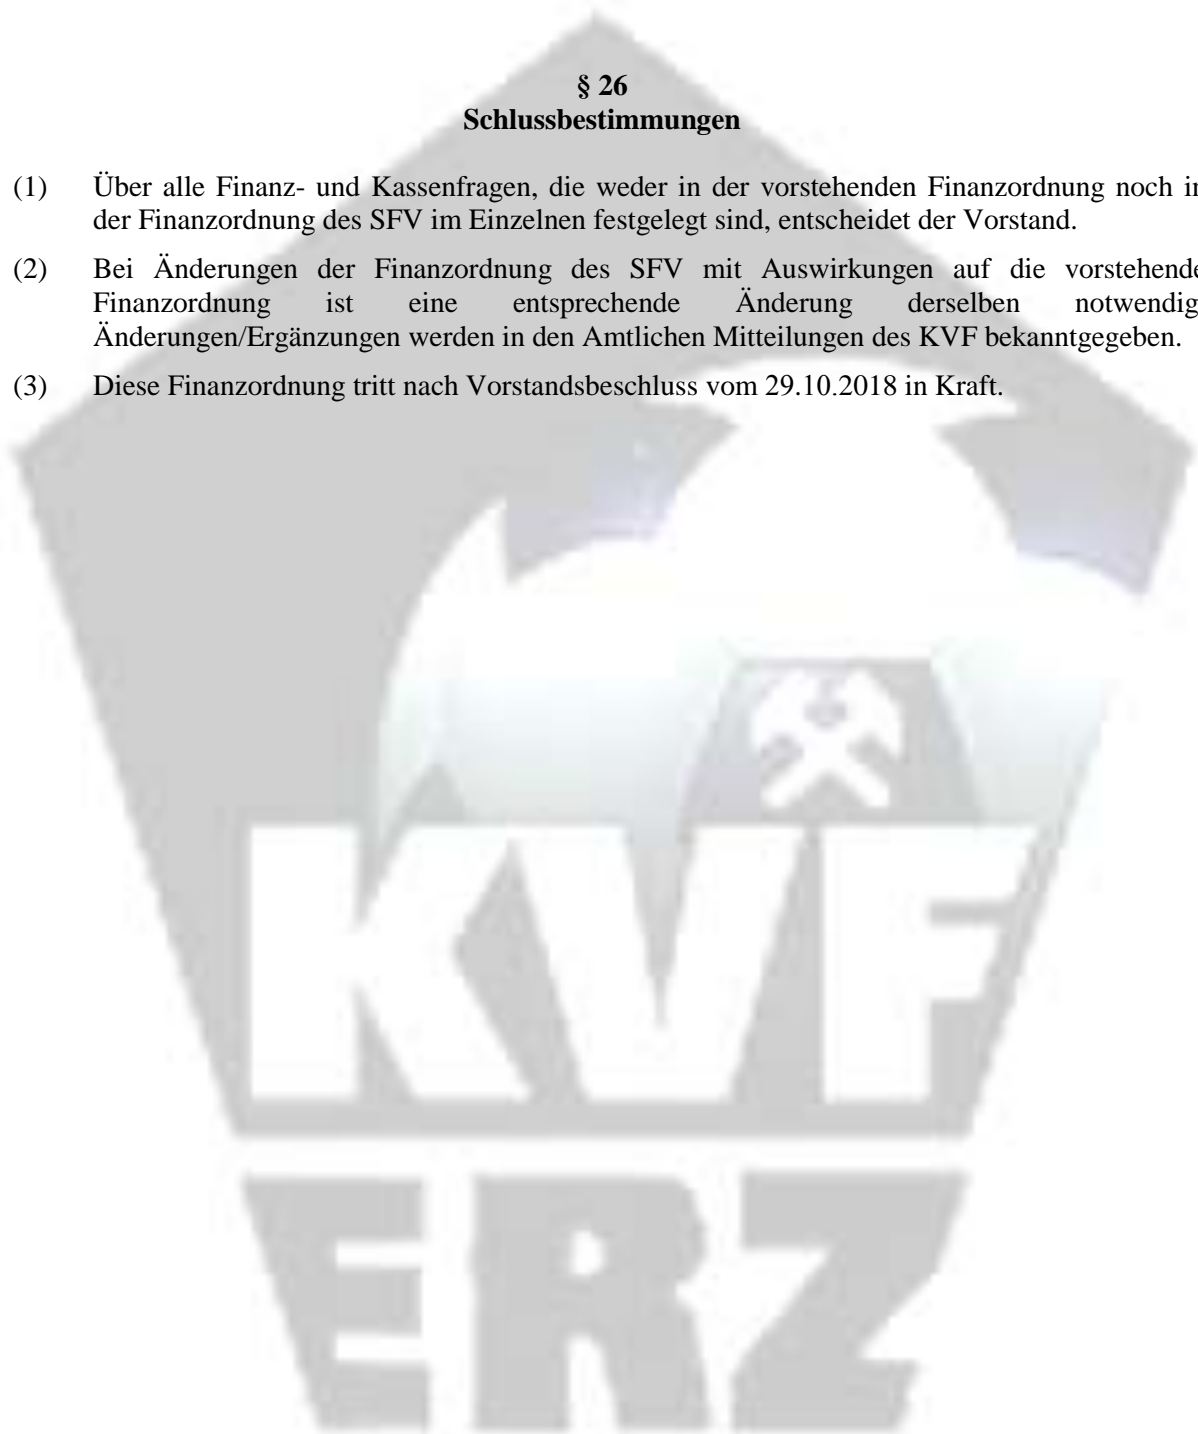 § 26
Schlussbestimmungen
(1) Über alle Finanz- und Kassenfragen, die weder in der vorstehenden Finanzordnung noch in
der Finanzordnung des SFV im Einzelnen festgelegt sind, entscheidet der Vorstand.
(2) Bei Änderungen der Finanzordnung des SFV mit Auswirkungen auf die vorstehende
Finanzordnung ist eine entsprechende Änderung derselben notwendig
Änderungen/Ergänzungen werden in den Amtlichen Mitteilungen des KVF bekanntgegeben.
(3) Diese Finanzordnung tritt nach Vorstandsbeschluss vom 29.10.2018 in Kraft.
KVF
ERZ